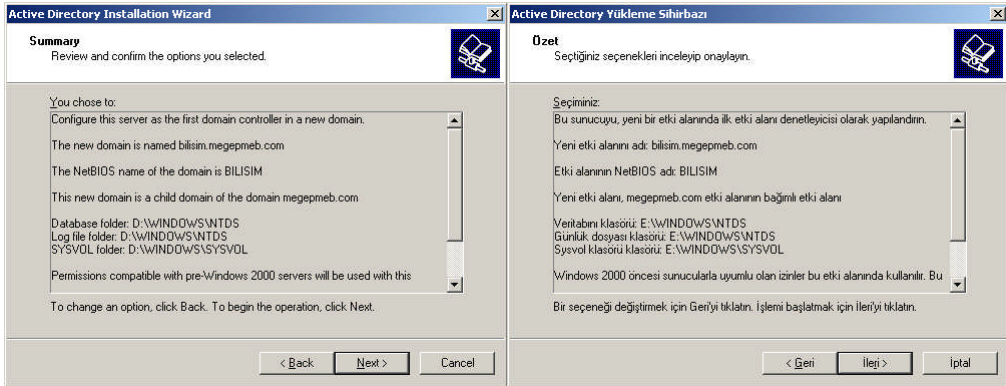 Active Directory Installation Wizard
Summary
Review and confirm the options you selected.
You chose to:
Configure this server as the first domain controller in a new domain.
The new domain is named bilisim.megepmeb.com
The NetBIOS name of the domain is BILISIM
This new domain is a child domain of the domain megepmeb.com
Database folder: D:\WINDOWS\NTDS
Log file folder: D:\WINDOWS\NTDS
SYSVOL folder: D:\WINDOWS\SYSVOL
Permissions compatible with pre-Windows 2000 servers will be used with this
To change an option, click Back. To begin the operation, click Next.
< Back
Next >
Cancel
Active Directory Yükleme Sihirbazı
Özet
Seçtiğiniz seçenekleri inceleyip onaylayın.
Seçiminiz:
Bu sunucuyu, yeni bir etki alanında ilk etki alanı denetleyicisi olarak yapılandırın.
Yeni etki alanını adı: bilisim.megepmeb.com
Etki alanının NetBIOS adı: BILISIM
Yeni etki alanı, megepmeb.com etki alanının bağımlı etki alanı
Veritabını klasörü: E:\WINDOWS\NTDS
Günlük dosyası klasörü: E:\WINDOWS\NTDS
Sysvol klasörü klasörü: E:\WINDOWS\SYSVOL
Windows 2000 öncesi sunucularla uyumlu olan izinler bu etki alanında kullanılır. Bu
Bir seçeneği değiştirmek için Geri'yi tıklatın. İşlemi başlatmak için İleri'yi tıklatın.
< Geri
İleri >
İptal